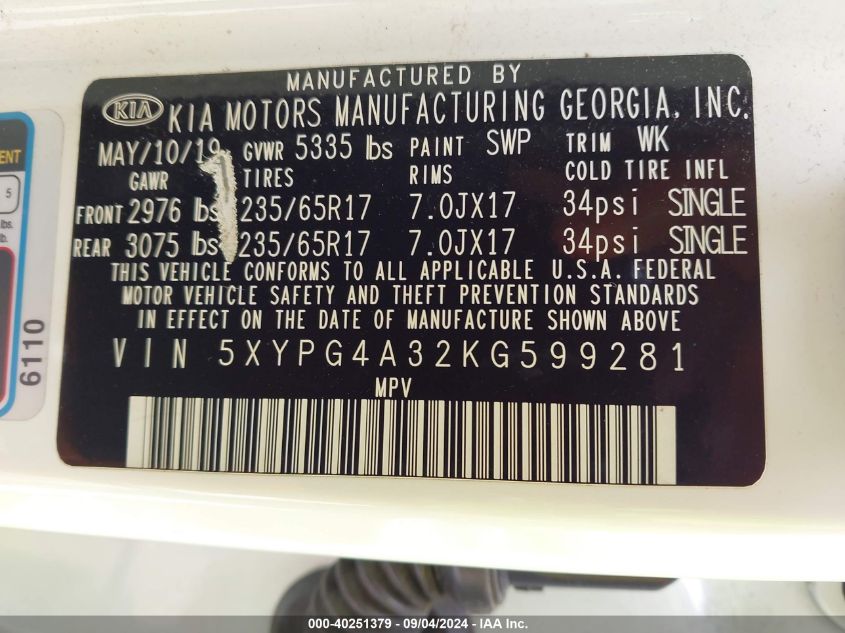 MANUFACTURED BY
KIA KIA MOTORS MANUFACTURING GEORGIA, INC.
MAY/10/19 GVWR 5335 lbs PAINT SWP TRIM WK
GAWR TIRES RIMS COLD TIRE INFL
FRONT 2976 lbs 235/65R17 7.0JX17 34psi SINGLE
REAR 3075 lbs 235/65R17 7.0JX17 34psi SINGLE
THIS VEHICLE CONFORMS TO ALL APPLICABLE U.S.A. FEDERAL
MOTOR VEHICLE SAFETY AND THEFT PREVENTION STANDARDS
IN EFFECT ON THE DATE OF MANUFACTURE SHOWN ABOVE
VIN 5XYPG4A32KG599281
MPV
5
lbs.
lb.
6110
000-40251379 - 09/04/2024 - IAA Inc.